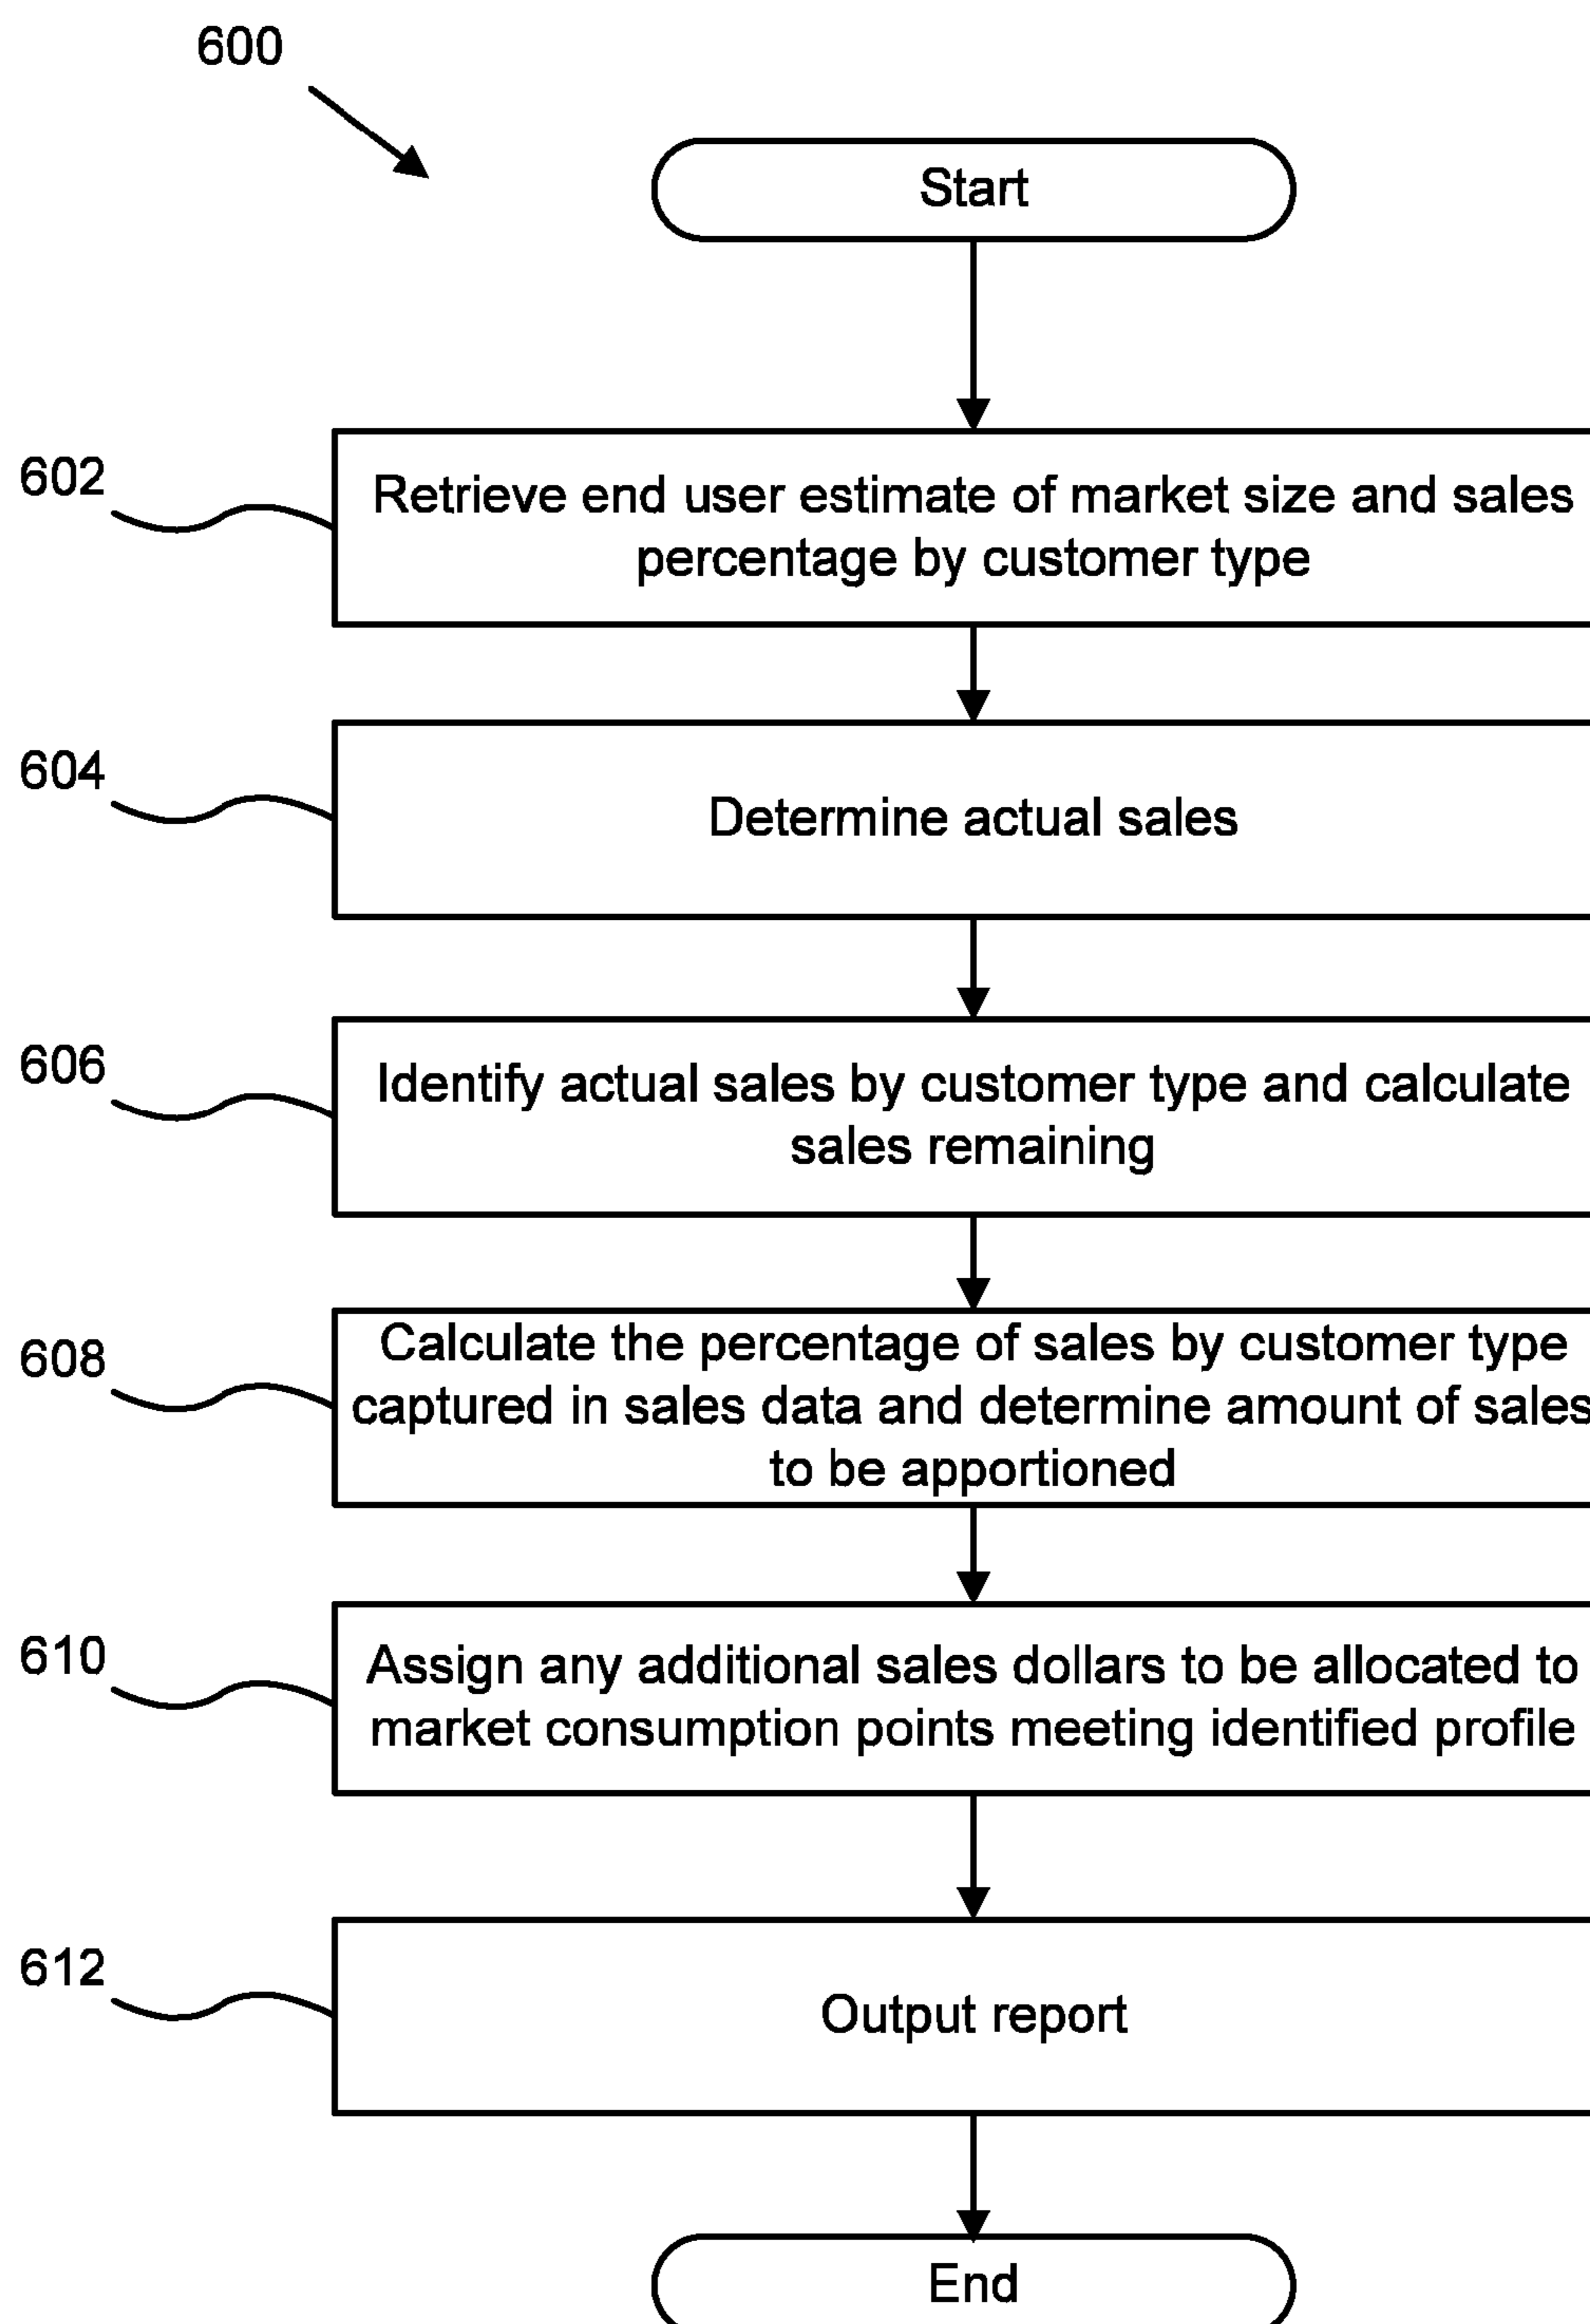 600
Start
602
Retrieve end user estimate of market size and sales
percentage by customer type
604
Determine actual sales
606
Identify actual sales by customer type and calculate
sales remaining
608
Calculate the percentage of sales by customer type
captured in sales data and determine amount of sales
to be apportioned
610
Assign any additional sales dollars to be allocated to
market consumption points meeting identified profile
612
Output report
End